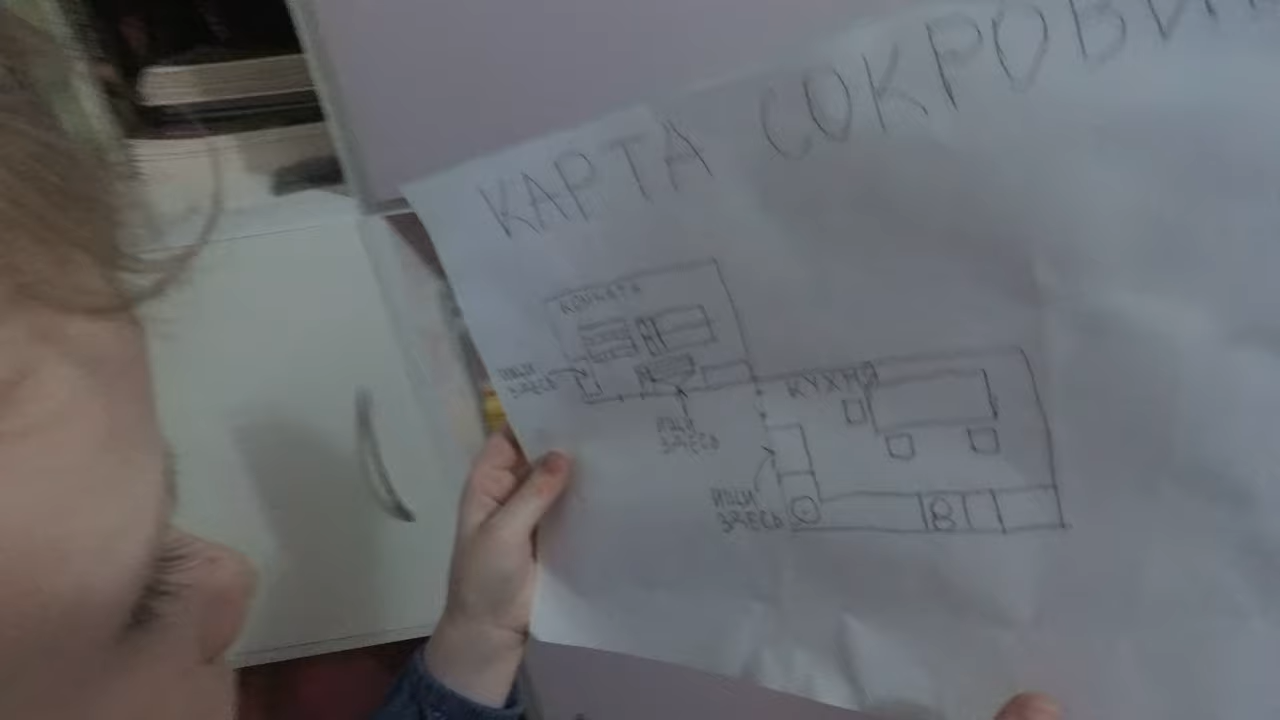 КАРТА СОКРОВИ
КОМНАТА
ИЩИ
ЗДЕСЬ
ИЩИ
ЗДЕСЬ
КУХНЯ
ИЩИ
ЗДЕСЬ